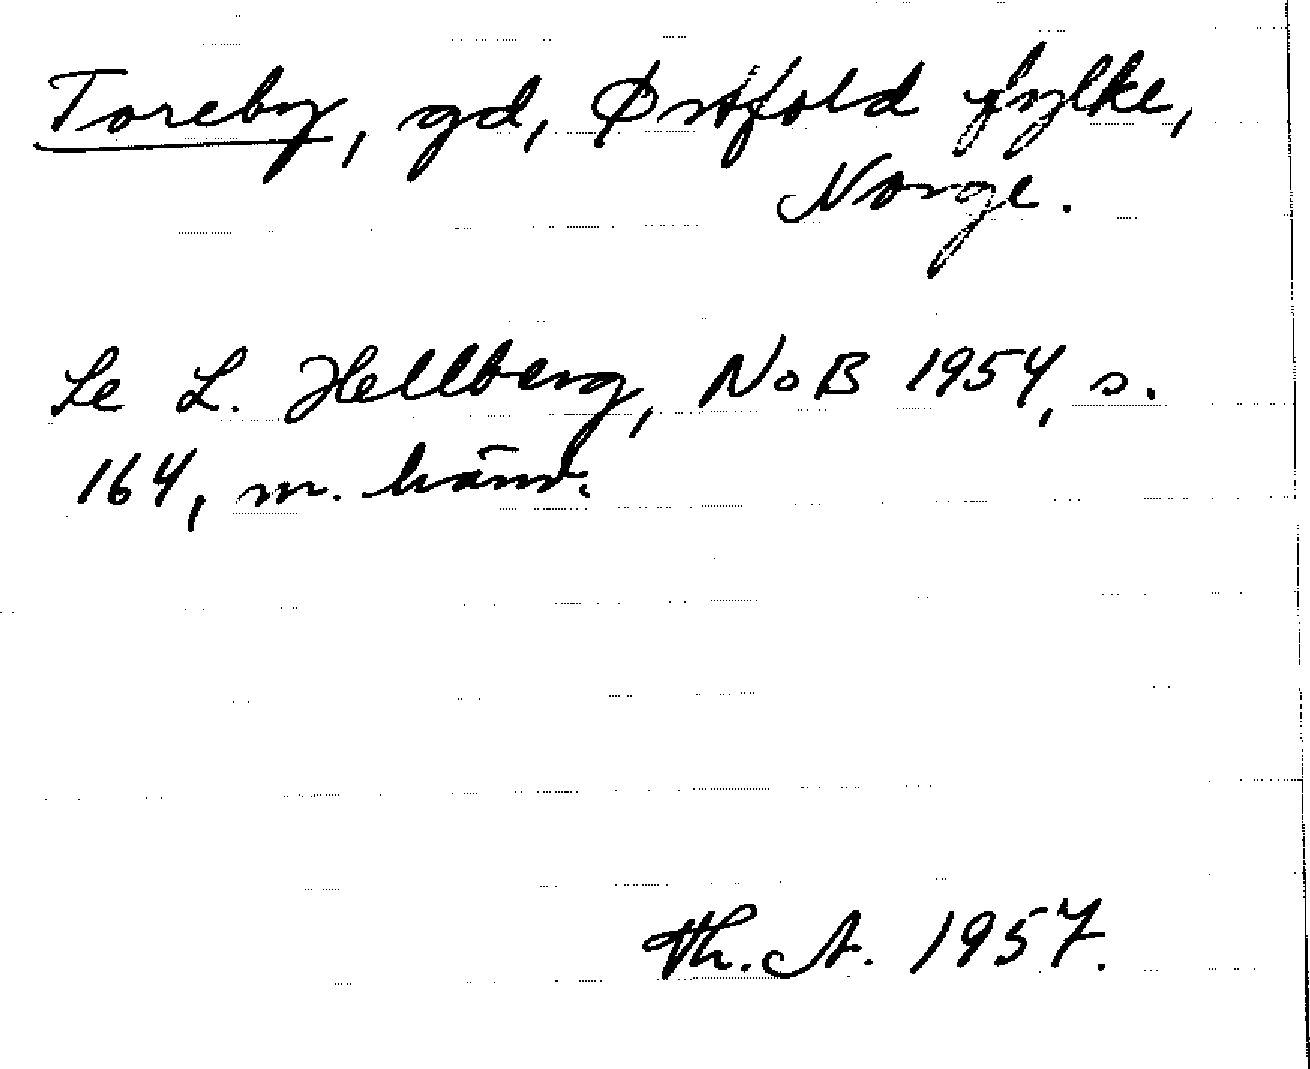 Toreby, gd, Østfold fylke,
Norge.
Se L. Hellberg, NoB 1954, s.
164, m. hänv.
Th. A. 1957.